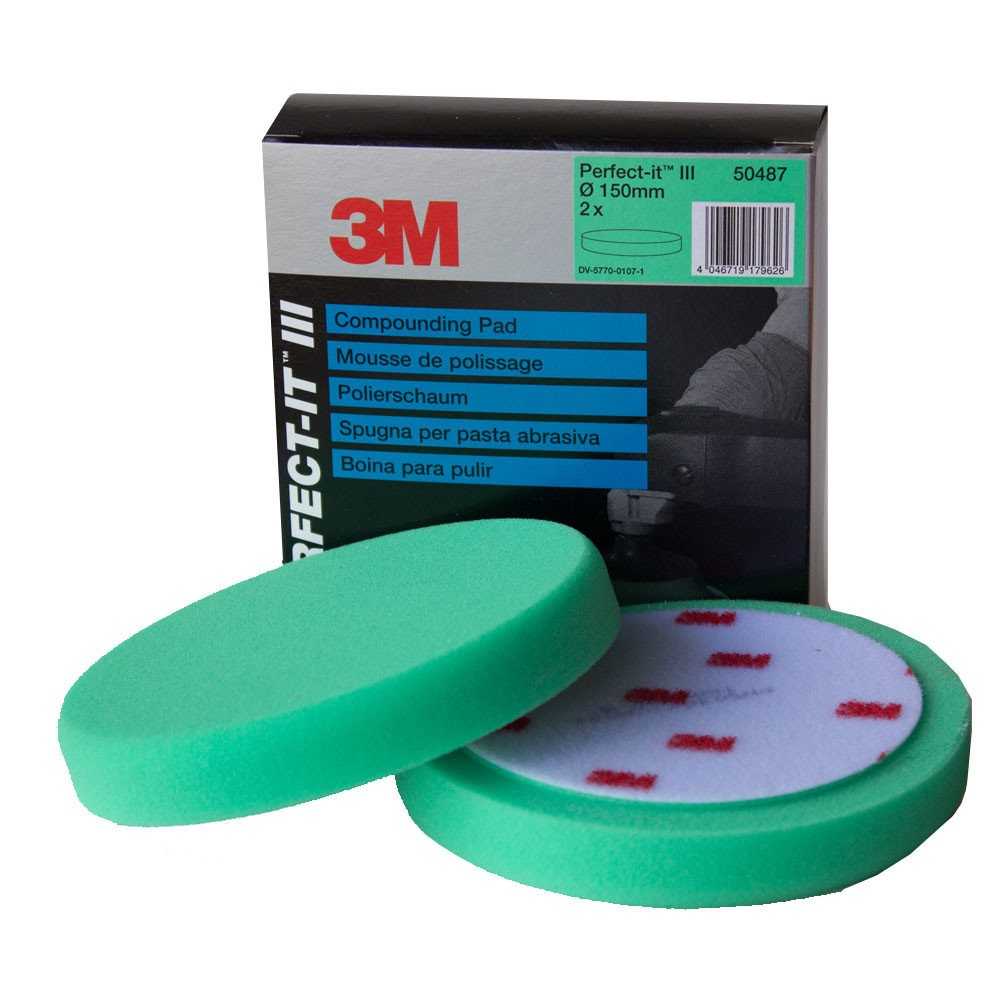 3M
Perfect-it™ III 50487
Ø 150mm
2 x
DV-5770-0107-1
4 046719 179626
Compounding Pad
Mousse de polissage
Polierschaum
Spugna per pasta abrasiva
Boina para pulir
RFECT-IT™ III
3M
3M
3M
3M
3M
3M